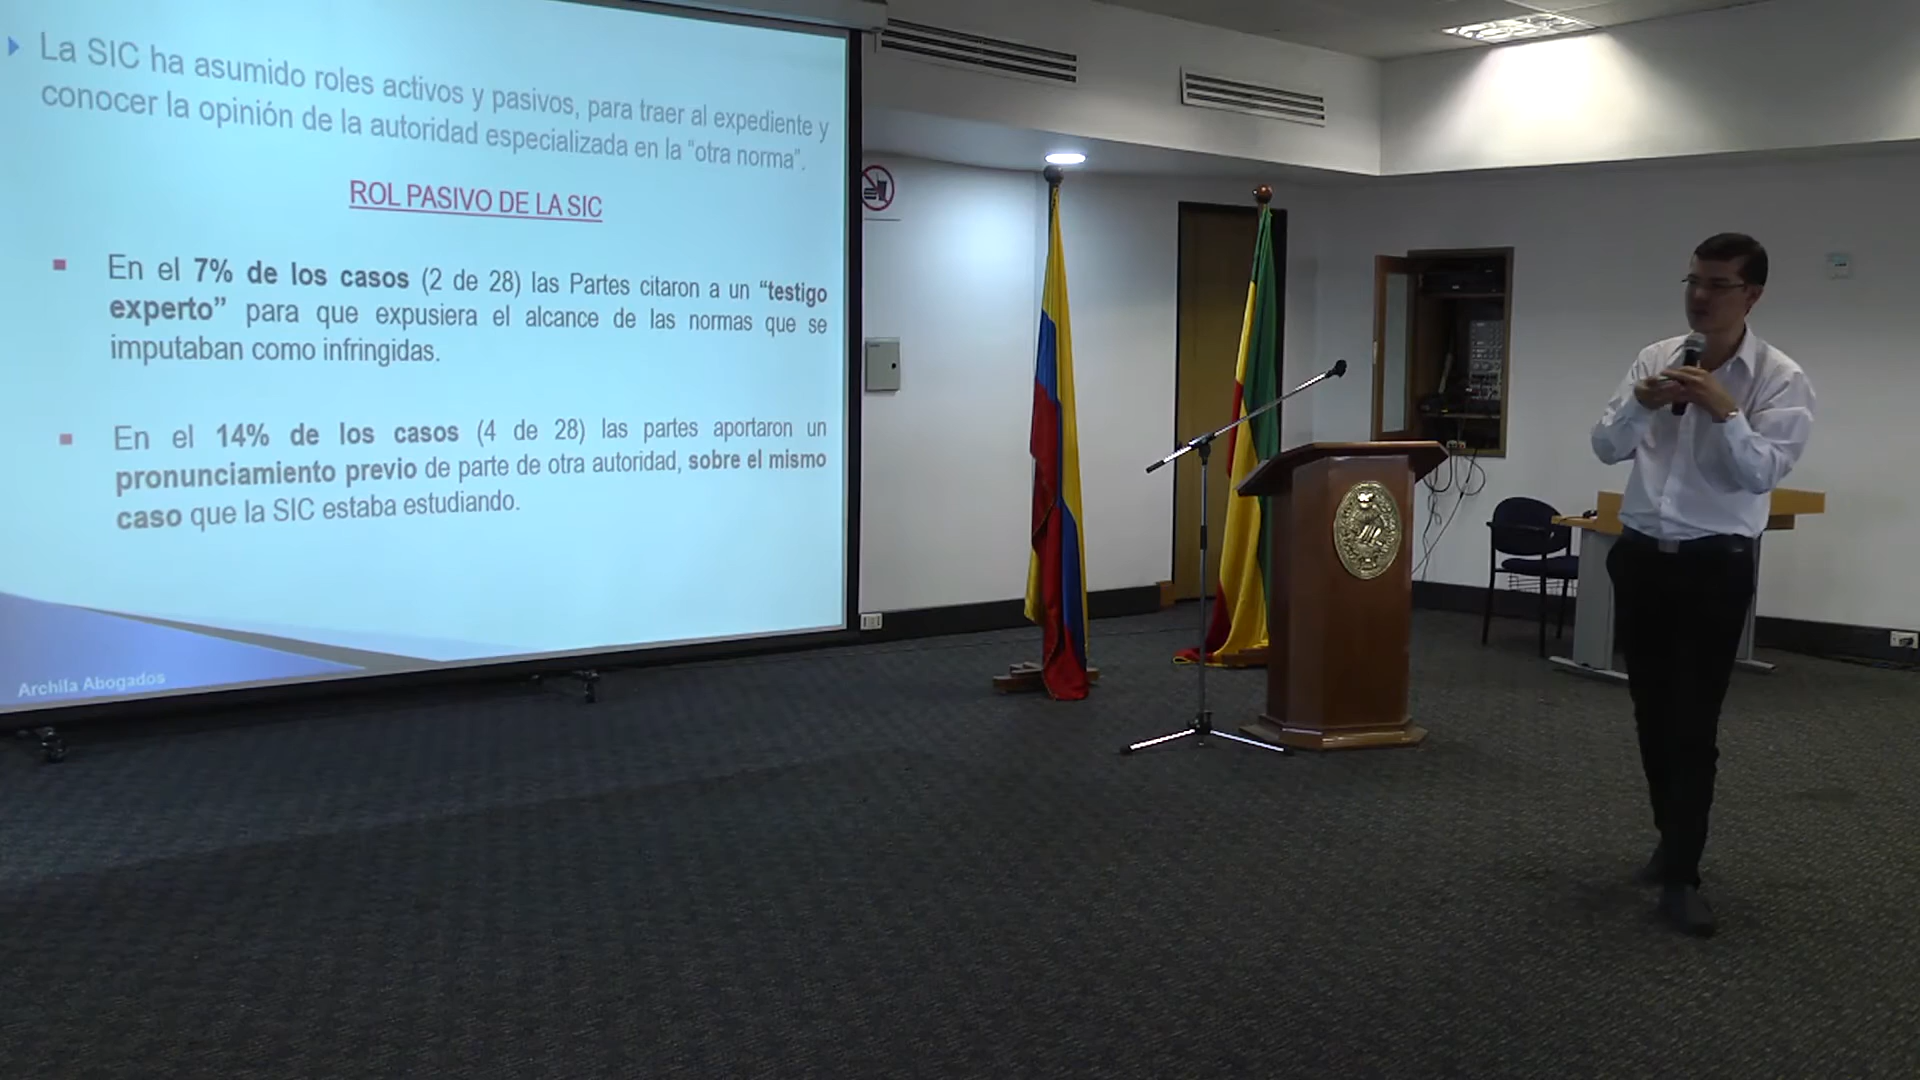 La SIC ha asumido roles activos y pasivos, para traer al expediente y
conocer la opinión de la autoridad especializada en la “otra norma”.
ROL PASIVO DE LA SIC
En el 7% de los casos (2 de 28) las Partes citaron a un “testigo
experto” para que expusiera el alcance de las normas que se
imputaban como infringidas.
En el 14% de los casos (4 de 28) las partes aportaron un
pronunciamiento previo de parte de otra autoridad, sobre el mismo
caso que la SIC estaba estudiando.
Archila Abogados